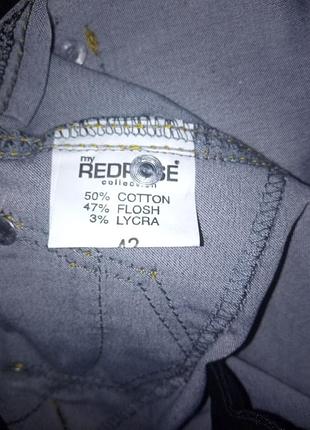 my
REDROSE®
collection
50% COTTON
47% FLOSH
3% LYCRA
42